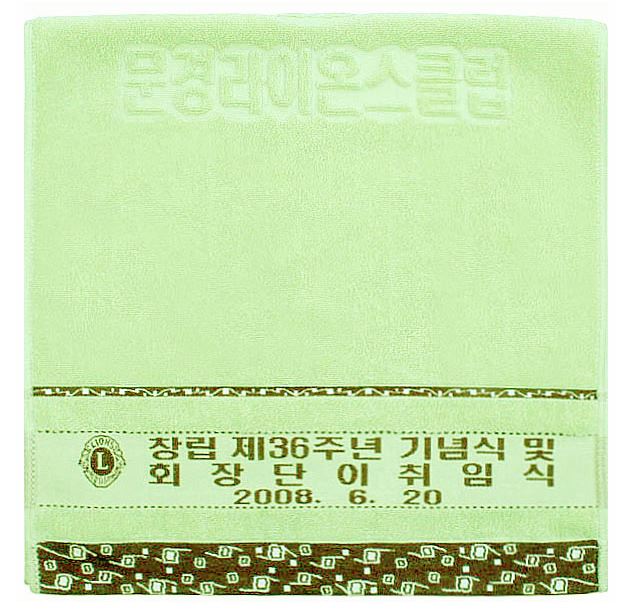 문경라이온스클럽
창립 제36주년 기념식 및
회 장 단 이 취 임 식
2008. 6. 20
LIONS
L